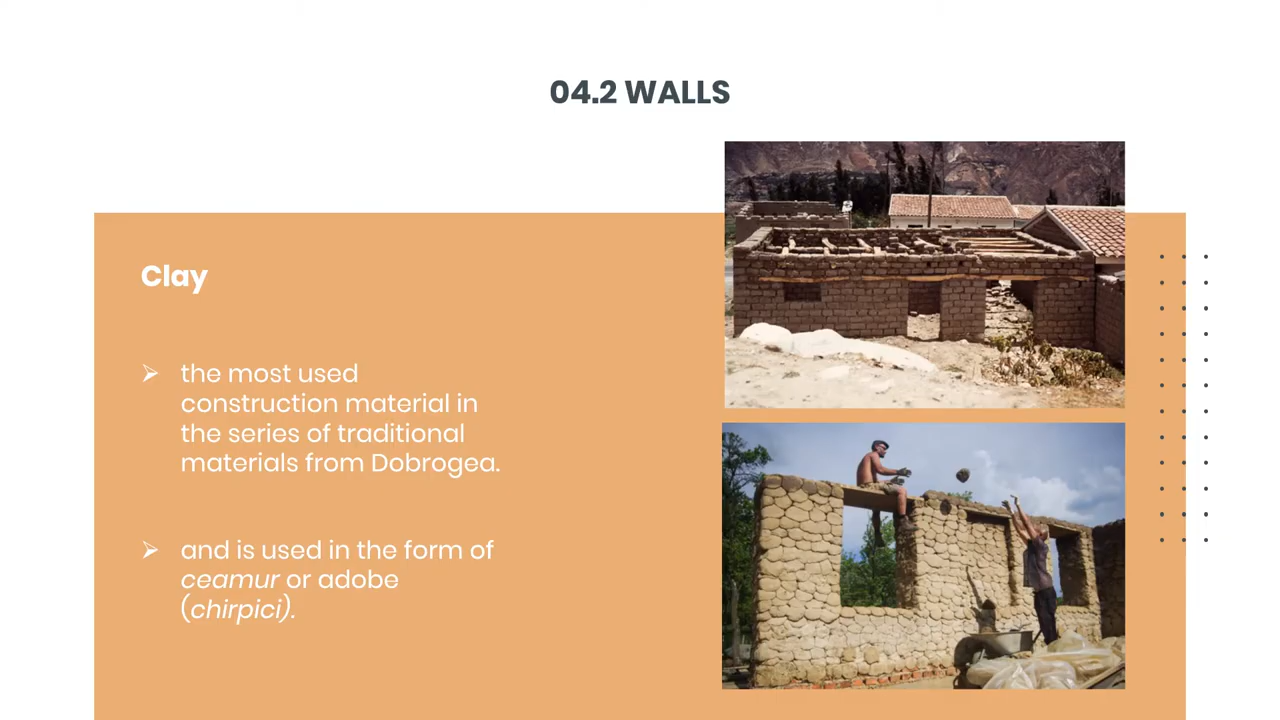 04.2 WALLS
Clay
➢ the most used
construction material in
the series of traditional
materials from Dobrogea.
➢ and is used in the form of
ceamur or adobe
(chirpici).